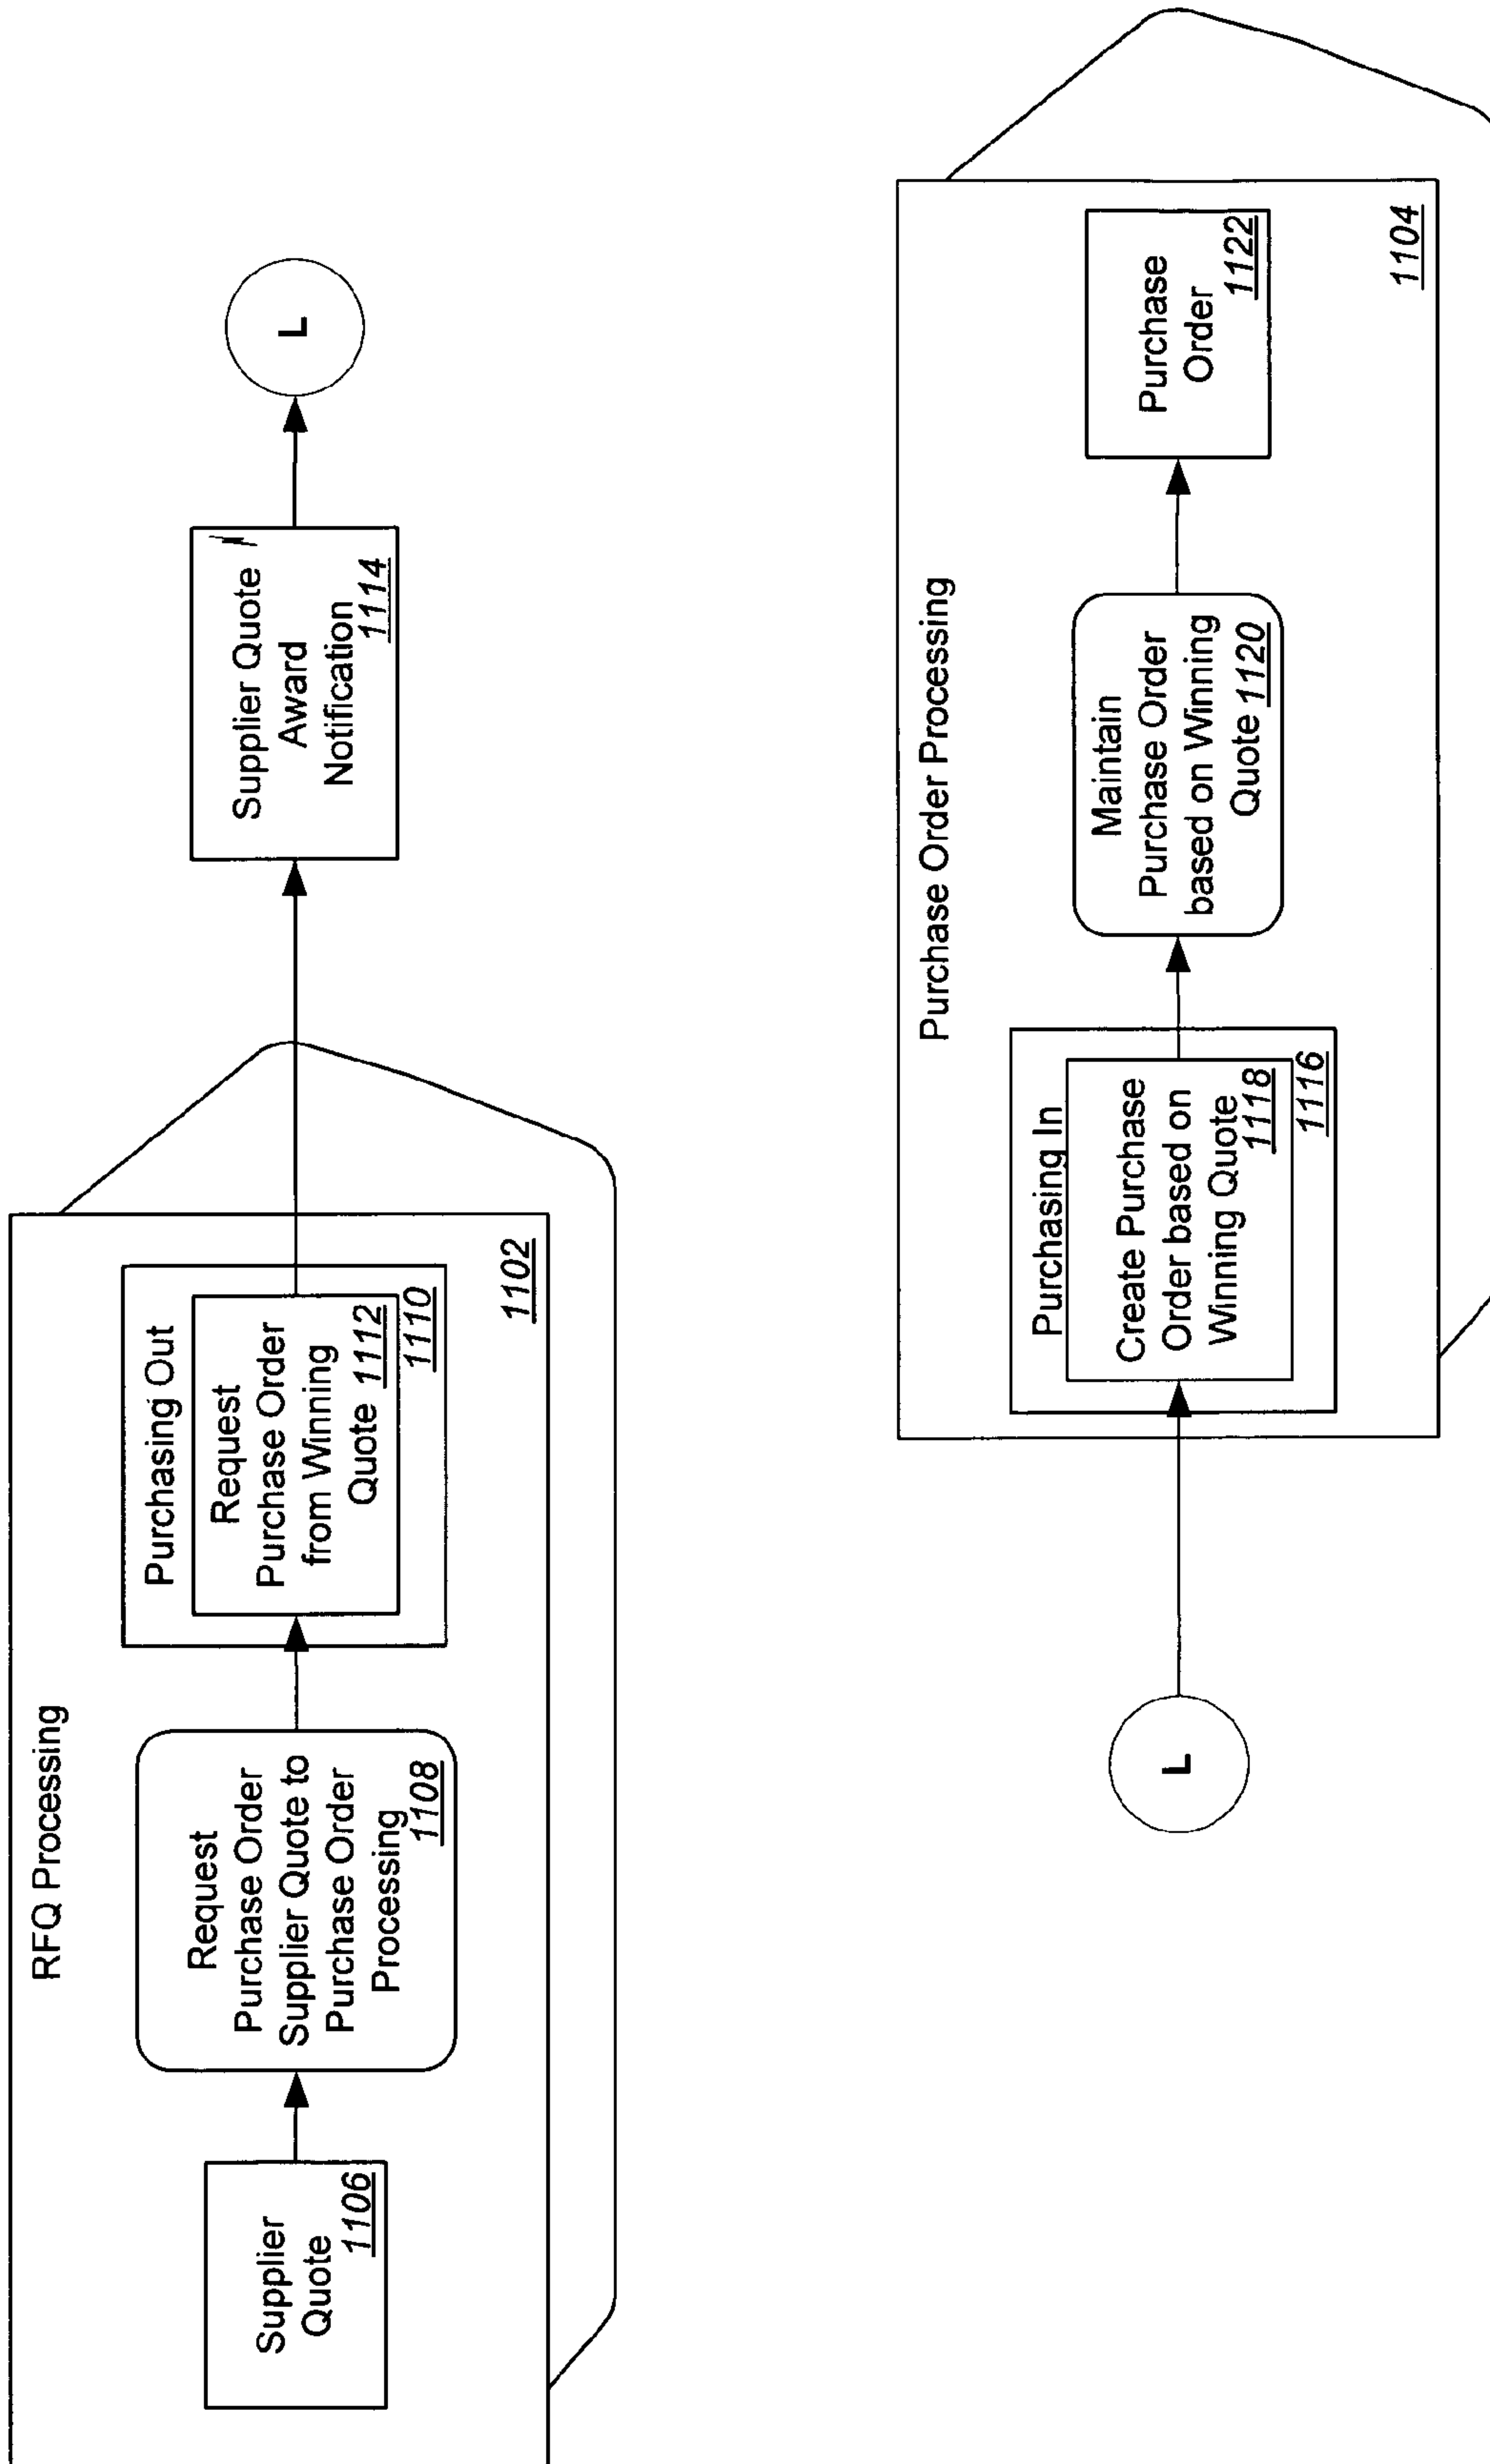 RFQ Processing
Supplier
Quote
1106
Request
Purchase Order
Supplier Quote to
Purchase Order
Processing
1108
Purchasing Out
Request
Purchase Order
from Winning
Quote 1112
1110
1102
Supplier Quote
Award
Notification
1114
L
L
Purchase Order Processing
Purchasing In
Create Purchase
Order based on
Winning Quote
1118
1116
Maintain
Purchase Order
based on Winning
Quote 1120
Purchase
Order
1122
1104